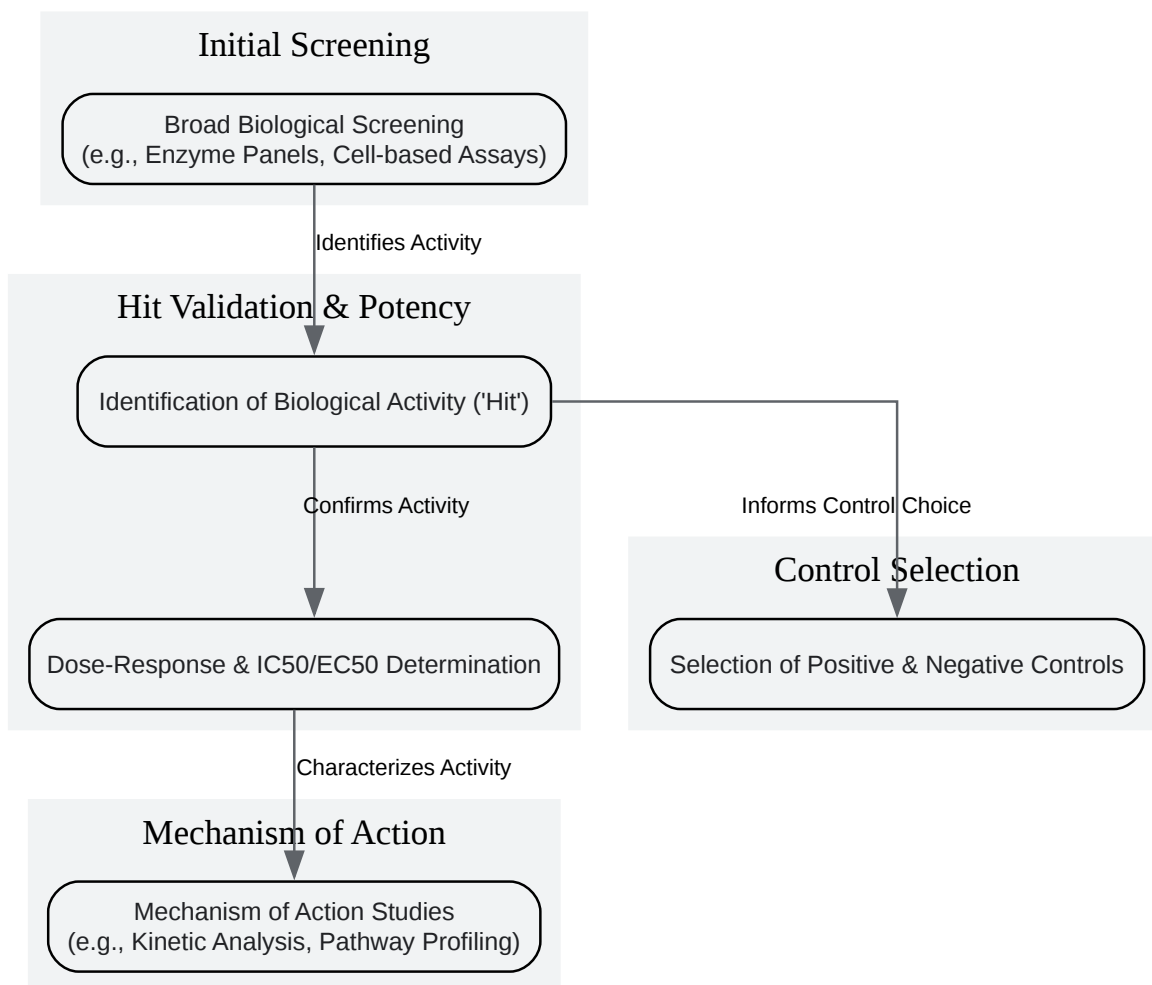 Initial Screening
Broad Biological Screening
(e.g., Enzyme Panels, Cell-based Assays)
Identifies Activity
Hit Validation & Potency
Identification of Biological Activity ('Hit')
Confirms Activity
Informs Control Choice
Control Selection
Dose-Response & IC50/EC50 Determination
Selection of Positive & Negative Controls
Characterizes Activity
Mechanism of Action
Mechanism of Action Studies
(e.g., Kinetic Analysis, Pathway Profiling)